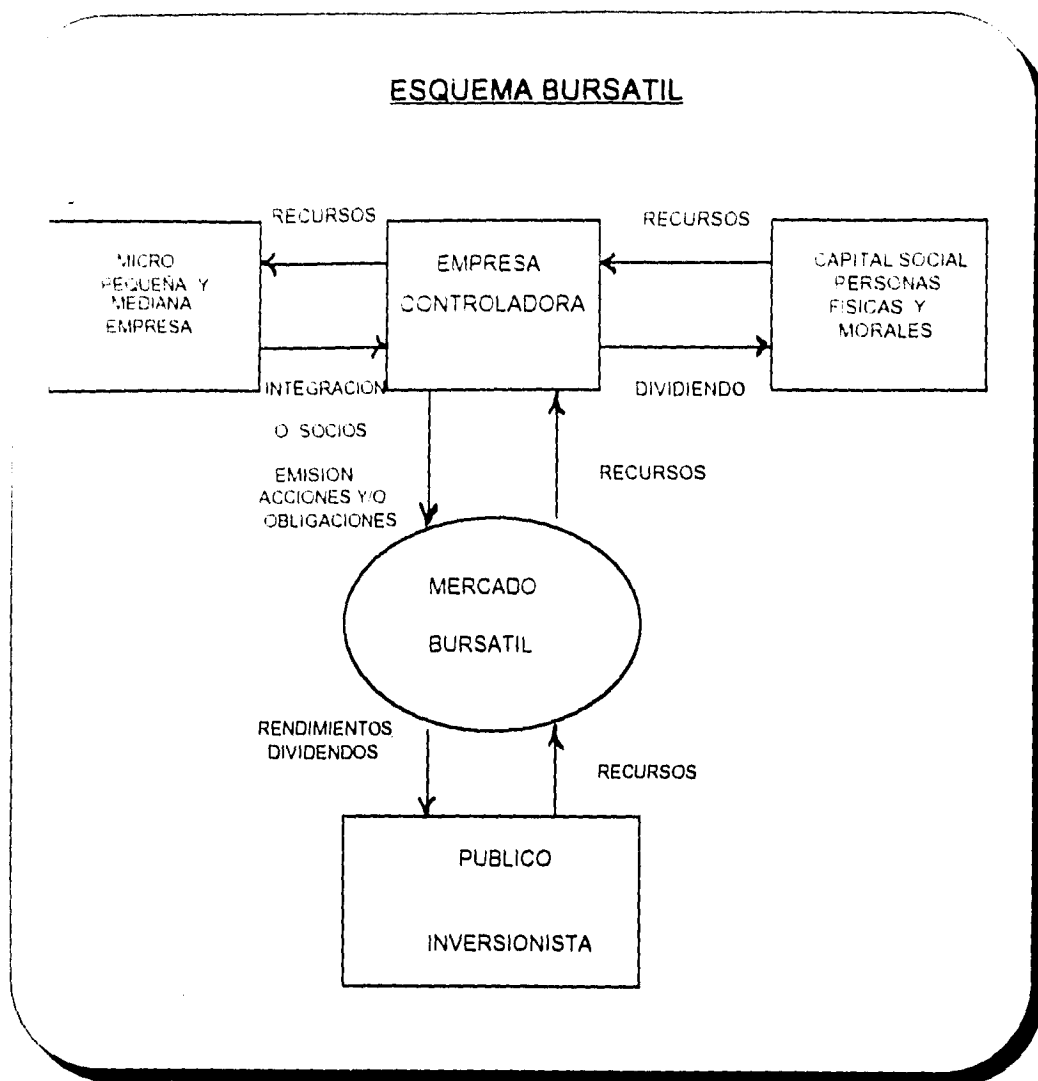 ESQUEMA BURSATIL
RECURSOS
RECURSOS
MICRO
PEQUEÑA Y
MEDIANA
EMPRESA
EMPRESA
CONTROLADORA
CAPITAL SOCIAL
PERSONAS
FISICAS Y
MORALES
INTEGRACION
O SOCIOS
DIVIDIENDO
EMISION
ACCIONES Y/O
OBLIGACIONES
RECURSOS
MERCADO
BURSATIL
RENDIMIENTOS
DIVIDENDOS
RECURSOS
PUBLICO
INVERSIONISTA